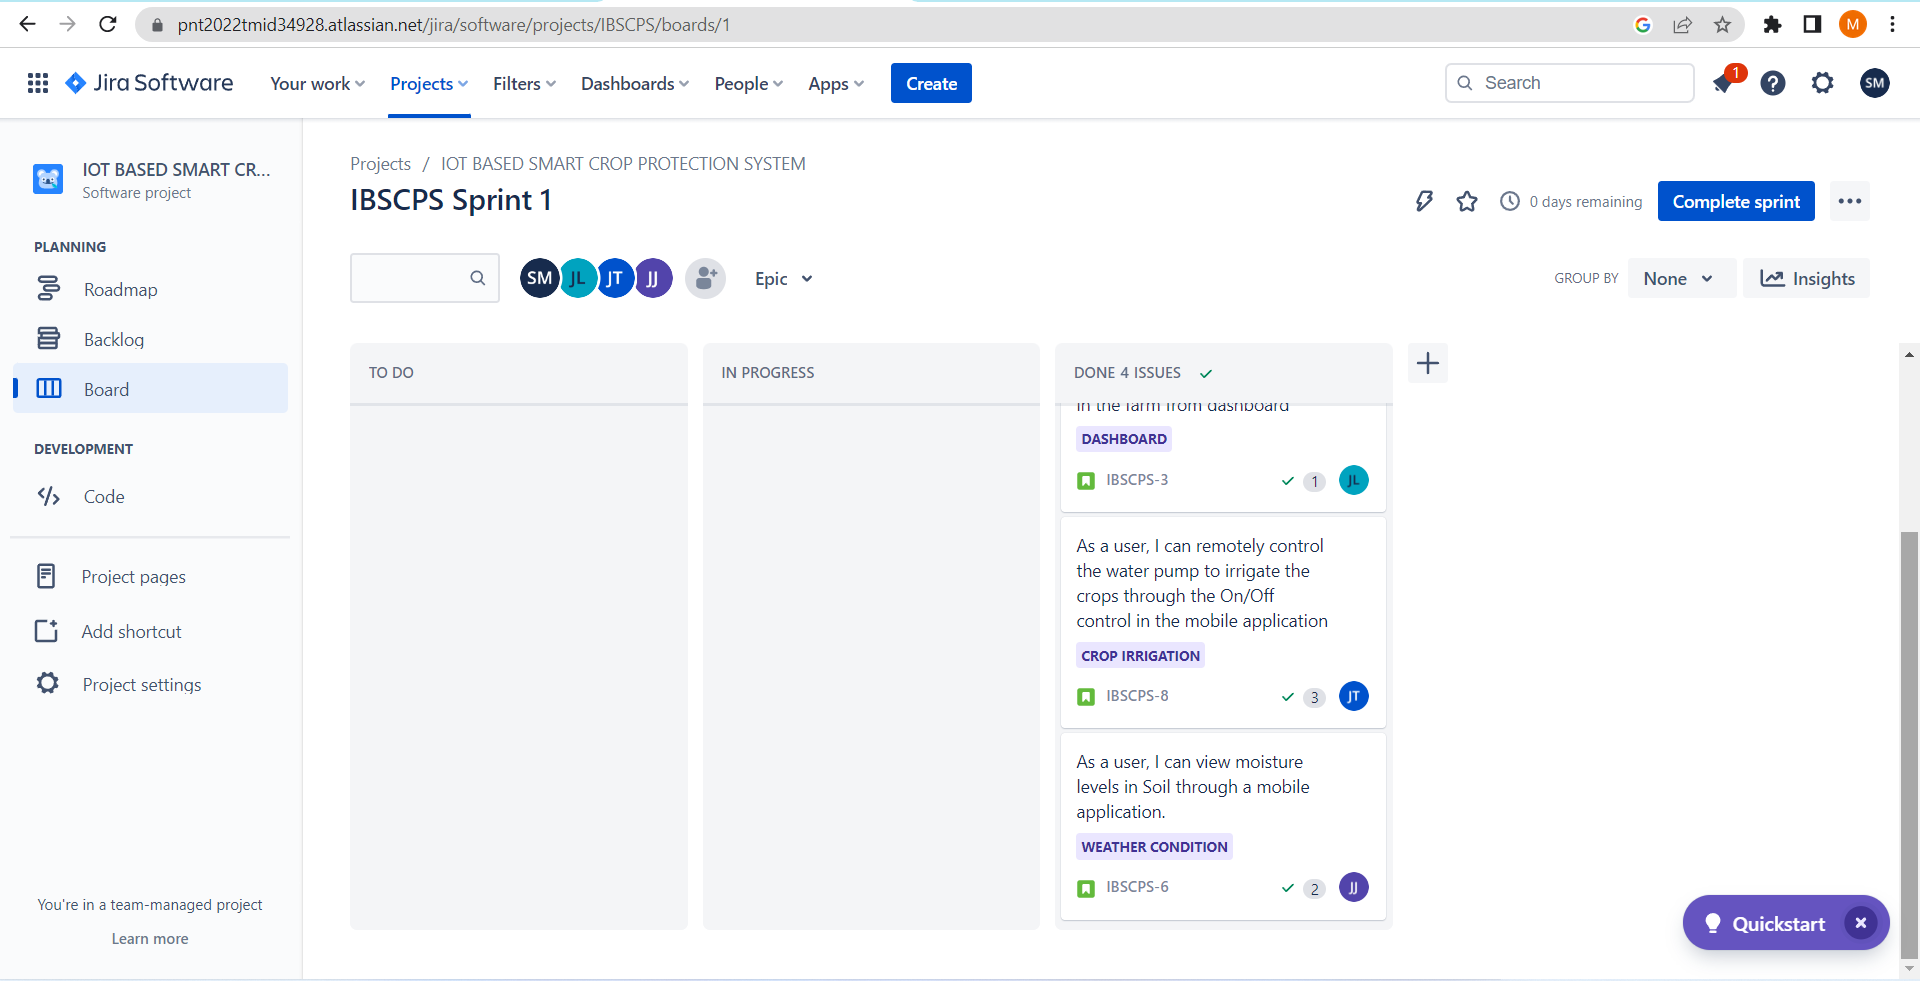 pnt2022tmid34928.atlassian.net/jira/software/projects/IBSCPS/boards/1
M
Jira Software
Your work
Projects
Filters
Dashboards
People
Apps
Create
Search
1
SM
IOT BASED SMART CR...
Software project
PLANNING
Roadmap
Backlog
Board
DEVELOPMENT
Code
Project pages
Add shortcut
Project settings
You're in a team-managed project
Learn more
Projects / IOT BASED SMART CROP PROTECTION SYSTEM
IBSCPS Sprint 1
0 days remaining
Complete sprint
SM JL JT JJ
Epic
GROUP BY
None
Insights
TO DO
IN PROGRESS
DONE 4 ISSUES
in the farm from dashboard
DASHBOARD
IBSCPS-3
1
JL
As a user, I can remotely control
the water pump to irrigate the
crops through the On/Off
control in the mobile application
CROP IRRIGATION
IBSCPS-8
3
JT
As a user, I can view moisture
levels in Soil through a mobile
application.
WEATHER CONDITION
IBSCPS-6
2
JJ
Quickstart